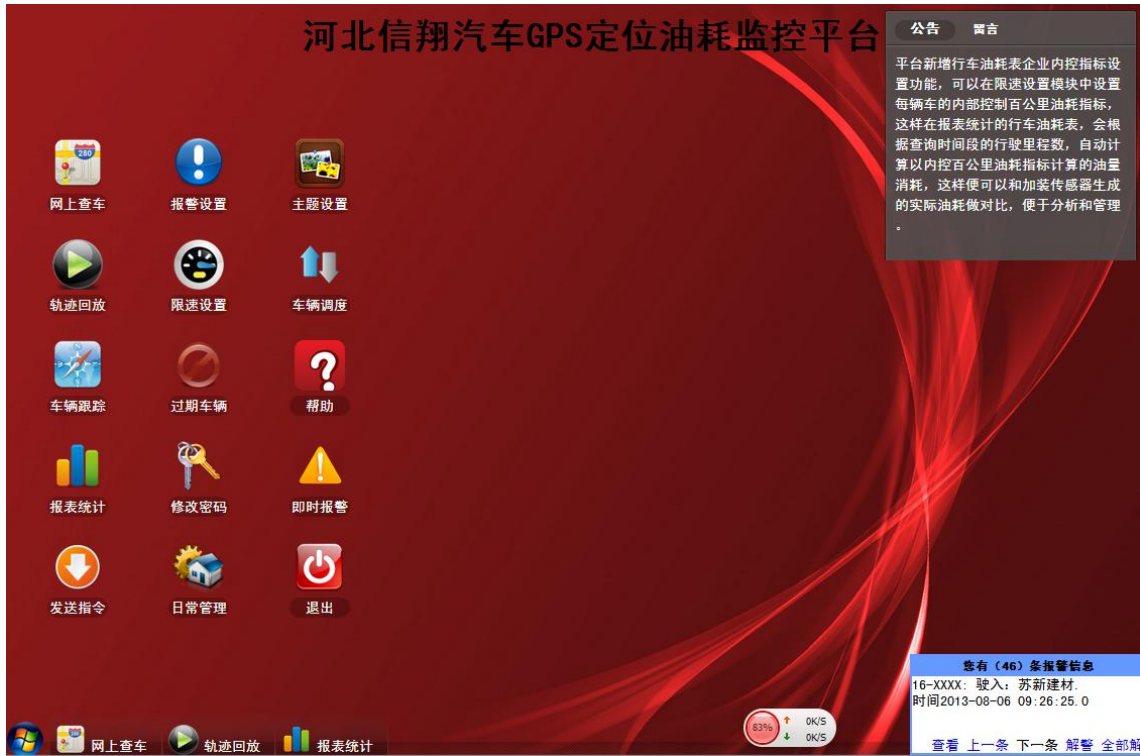 河北信翔汽车GPS定位油耗监控平台
公告 留言
平台新增行车油耗表企业内控指标设
置功能，可以在限速设置模块中设置
每辆车的内部控制百公里油耗指标，
这样在报表统计的行车油耗表，会根
据查询时间段的行驶里程数，自动计
算以内控百公里油耗指标计算的油量
消耗，这样便可以和加装传感器生成
的实际油耗做对比，便于分析和管理
。
280
网上查车 报警设置 主题设置
轨迹回放 限速设置 车辆调度
车辆跟踪 过期车辆 帮助
报表统计 修改密码 即时报警
发送指令 日常管理 退出
您有（46）条报警信息
16-XXXX: 驶入: 苏新建材.
时间2013-08-06 09:26:25.0
查看 上一条 下一条 解警 全部解
83% 0K/S
0K/S
网上查车 轨迹回放 报表统计